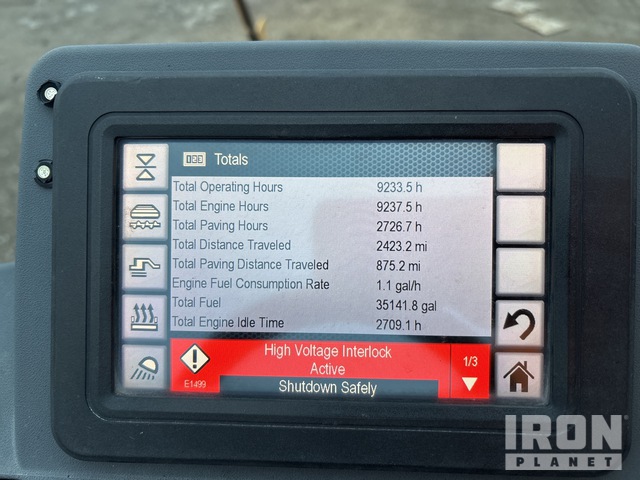 Totals
Total Operating Hours 9233.5 h
Total Engine Hours 9237.5 h
Total Paving Hours 2726.7 h
Total Distance Traveled 2423.2 mi
Total Paving Distance Traveled 875.2 mi
Engine Fuel Consumption Rate 1.1 gal/h
Total Fuel 35141.8 gal
Total Engine Idle Time 2709.1 h
High Voltage Interlock
Active
1/3
E1499
Shutdown Safely
IRON
PLANET